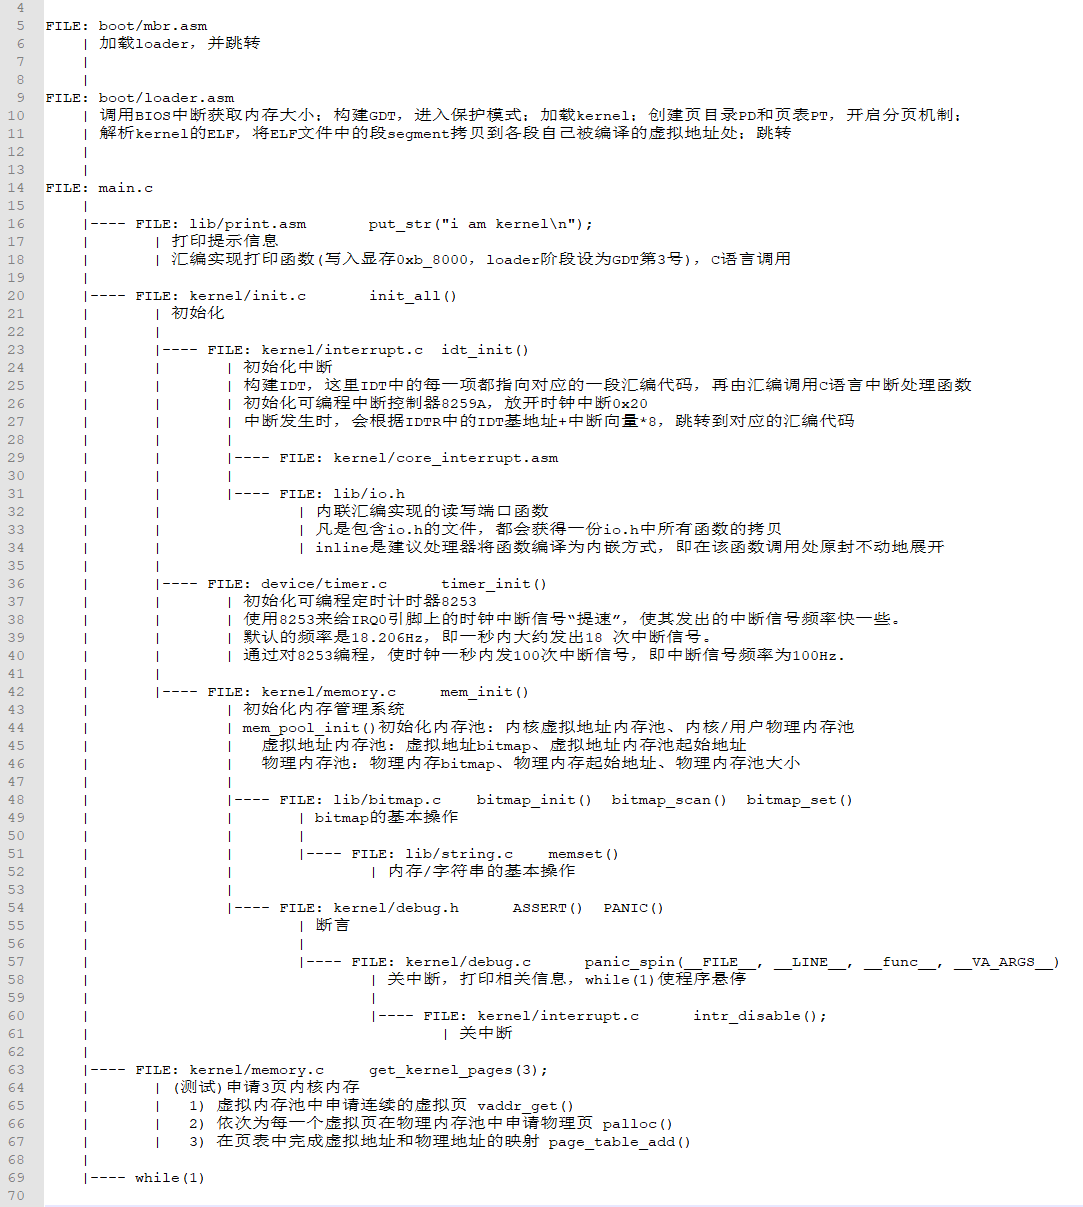 4
5 FILE: boot/mbr.asm
6     | 加载loader，并跳转
7     |
8     |
9 FILE: boot/loader.asm
10     | 调用BIOS中断获取内存大小；构建GDT，进入保护模式；加载kernel；创建页目录PD和页表PT，开启分页机制；
11     | 解析kernel的ELF，将ELF文件中的段segment拷贝到各段自己被编译的虚拟地址处；跳转
12     |
13     |
14 FILE: main.c
15     |
16     |---- FILE: lib/print.asm       put_str("i am kernel\n");
17     |       | 打印提示信息
18     |       | 汇编实现打印函数(写入显存0xb_8000，loader阶段设为GDT第3号)，C语言调用
19     |
20     |---- FILE: kernel/init.c       init_all()
21     |       | 初始化
22     |       |
23     |       |---- FILE: kernel/interrupt.c  idt_init()
24     |       |       | 初始化中断
25     |       |       | 构建IDT，这里IDT中的每一项都指向对应的一段汇编代码，再由汇编调用C语言中断处理函数
26     |       |       | 初始化可编程中断控制器8259A，放开时钟中断0x20
27     |       |       | 中断发生时，会根据IDTR中的IDT基地址+中断向量*8，跳转到对应的汇编代码
28     |       |       |
29     |       |       |---- FILE: kernel/core_interrupt.asm
30     |       |       |
31     |       |       |---- FILE: lib/io.h
32     |       |               | 内联汇编实现的读写端口函数
33     |       |               | 凡是包含io.h的文件，都会获得一份io.h中所有函数的拷贝
34     |       |               | inline是建议处理器将函数编译为内嵌方式，即在该函数调用处原封不动地展开
35     |       |
36     |       |---- FILE: device/timer.c      timer_init()
37     |       |       | 初始化可编程定时计时器8253
38     |       |       | 使用8253来给IRQ0引脚上的时钟中断信号“提速”，使其发出的中断信号频率快一些。
39     |       |       | 默认的频率是18.206Hz，即一秒内大约发出18 次中断信号。
40     |       |       | 通过对8253编程，使时钟一秒内发100次中断信号，即中断信号频率为100Hz.
41     |       |
42     |       |---- FILE: kernel/memory.c     mem_init()
43     |               | 初始化内存管理系统
44     |               | mem_pool_init()初始化内存池：内核虚拟地址内存池、内核/用户物理内存池
45     |               |   虚拟地址内存池：虚拟地址bitmap、虚拟地址内存池起始地址
46     |               |   物理内存池：物理内存bitmap、物理内存起始地址、物理内存池大小
47     |               |
48     |               |---- FILE: lib/bitmap.c    bitmap_init()  bitmap_scan()  bitmap_set()
49     |               |       | bitmap的基本操作
50     |               |       |
51     |               |       |---- FILE: lib/string.c    memset()
52     |               |               | 内存/字符串的基本操作
53     |               |
54     |               |---- FILE: kernel/debug.h      ASSERT()  PANIC()
55     |                       | 断言
56     |                       |
57     |                       |---- FILE: kernel/debug.c      panic_spin(__FILE__, __LINE__, __func__, __VA_ARGS__)
58     |                               | 关中断，打印相关信息，while(1)使程序悬停
59     |                               |
60     |                               |---- FILE: kernel/interrupt.c      intr_disable();
61     |                                       | 关中断
62     |
63     |---- FILE: kernel/memory.c     get_kernel_pages(3);
64     |       | (测试)申请3页内核内存
65     |       |   1) 虚拟内存池中申请连续的虚拟页 vaddr_get()
66     |       |   2) 依次为每一个虚拟页在物理内存池中申请物理页 palloc()
67     |       |   3) 在页表中完成虚拟地址和物理地址的映射 page_table_add()
68     |
69     |---- while(1)
70